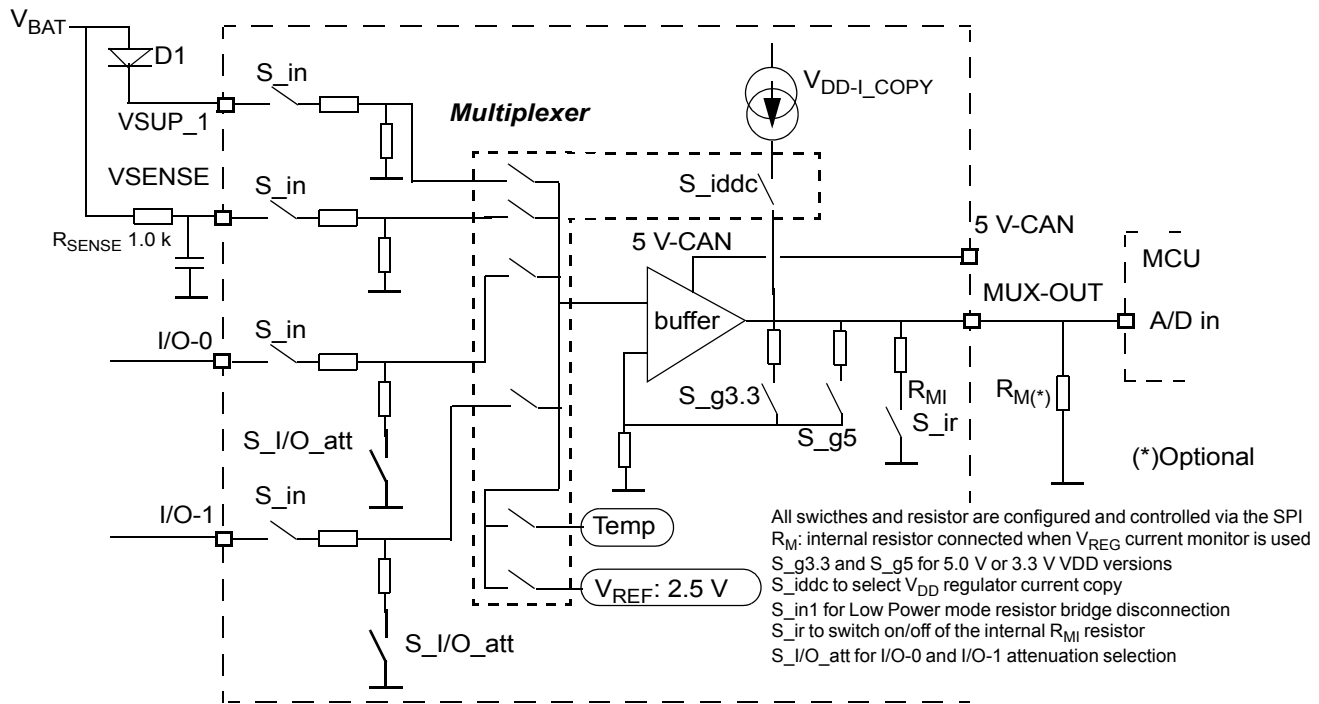 VBAT
D1
S_in
VDD-I_COPY
Multiplexer
VSUP_1
VSENSE
S_in
S_iddc
RSENSE 1.0 k
5 V-CAN
5 V-CAN
MCU
MUX-OUT
buffer
A/D in
I/O-0
S_in
S_g3.3
RMI
RM(*)
S_g5
S_ir
S_I/O_att
(*)Optional
S_in
I/O-1
Temp
VREF: 2.5 V
S_I/O_att
All swicthes and resistor are configured and controlled via the SPI
RM: internal resistor connected when VREG current monitor is used
S_g3.3 and S_g5 for 5.0 V or 3.3 V VDD versions
S_iddc to select VDD regulator current copy
S_in1 for Low Power mode resistor bridge disconnection
S_ir to switch on/off of the internal RMI resistor
S_I/O_att for I/O-0 and I/O-1 attenuation selection